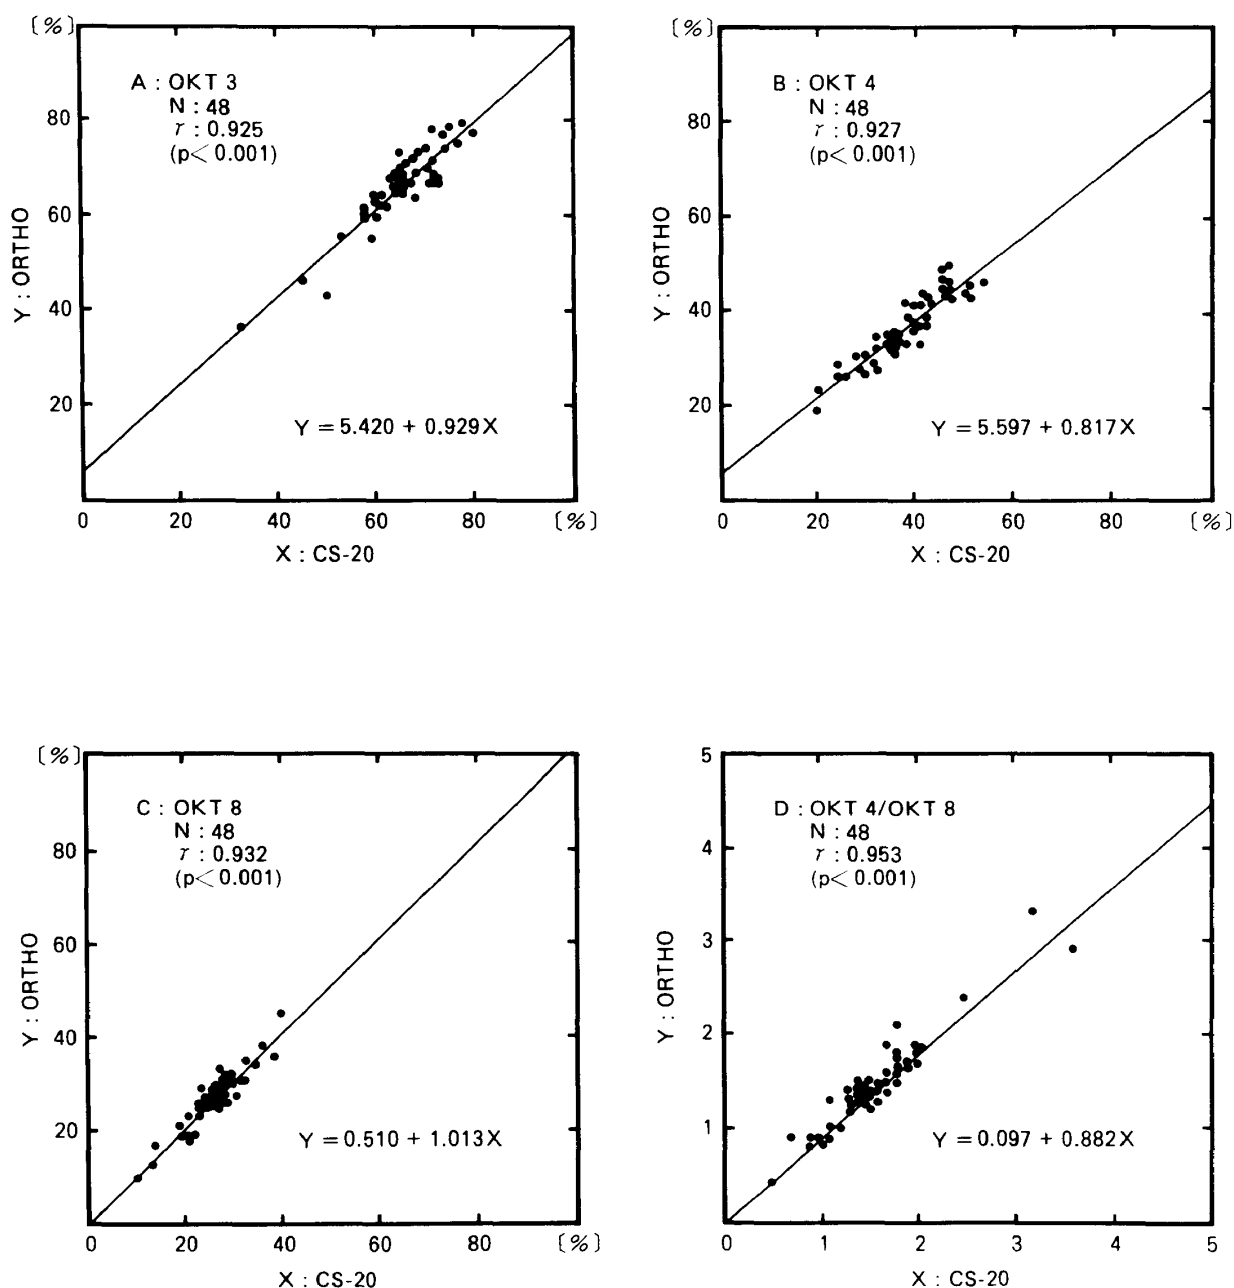 [%]
A : OKT 3
N : 48
r : 0.925
(p< 0.001)
80
60
40
20
Y : ORTHO
Y = 5.420 + 0.929X
0 20 40 60 80 [%]
X : CS-20
[%]
B : OKT 4
N : 48
r : 0.927
(p< 0.001)
80
60
40
20
Y : ORTHO
Y = 5.597 + 0.817X
0 20 40 60 80 [%]
X : CS-20
[%]
C : OKT 8
N : 48
r : 0.932
(p< 0.001)
80
60
40
20
Y : ORTHO
Y = 0.510 + 1.013X
0 20 40 60 80 [%]
X : CS-20
5
D : OKT 4/OKT 8
N : 48
r : 0.953
(p< 0.001)
4
3
2
1
Y : ORTHO
Y = 0.097 + 0.882X
0 1 2 3 4 5
X : CS-20